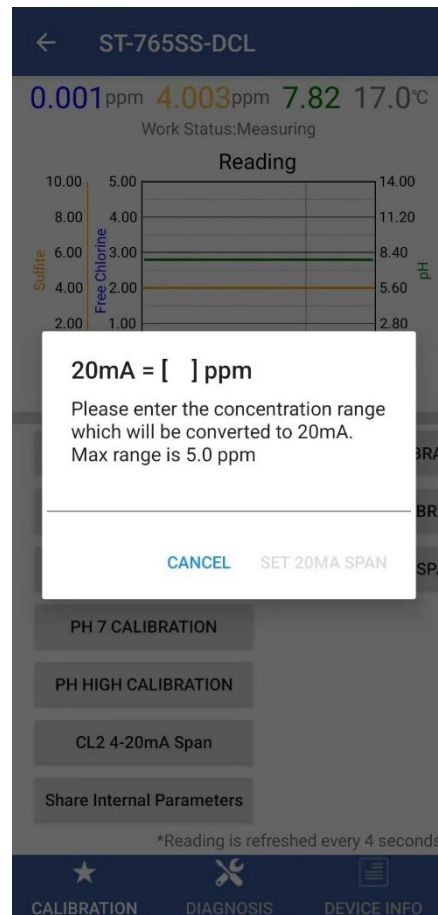 ← ST-765SS-DCL
0.001ppm 4.003ppm 7.82 17.0℃
Work Status:Measuring
Reading
10.00 5.00 14.00
8.00 4.00 11.20
6.00 3.00 8.40
4.00 2.00 5.60
2.00 1.00 2.80
Sulfite
Free Chlorine
pH
20mA = [ ] ppm
Please enter the concentration range
which will be converted to 20mA.
Max range is 5.0 ppm
CANCEL SET 20MA SPAN
PH 7 CALIBRATION
PH HIGH CALIBRATION
CL2 4-20mA Span
Share Internal Parameters
*Reading is refreshed every 4 seconds
CALIBRATION DIAGNOSIS DEVICE INFO